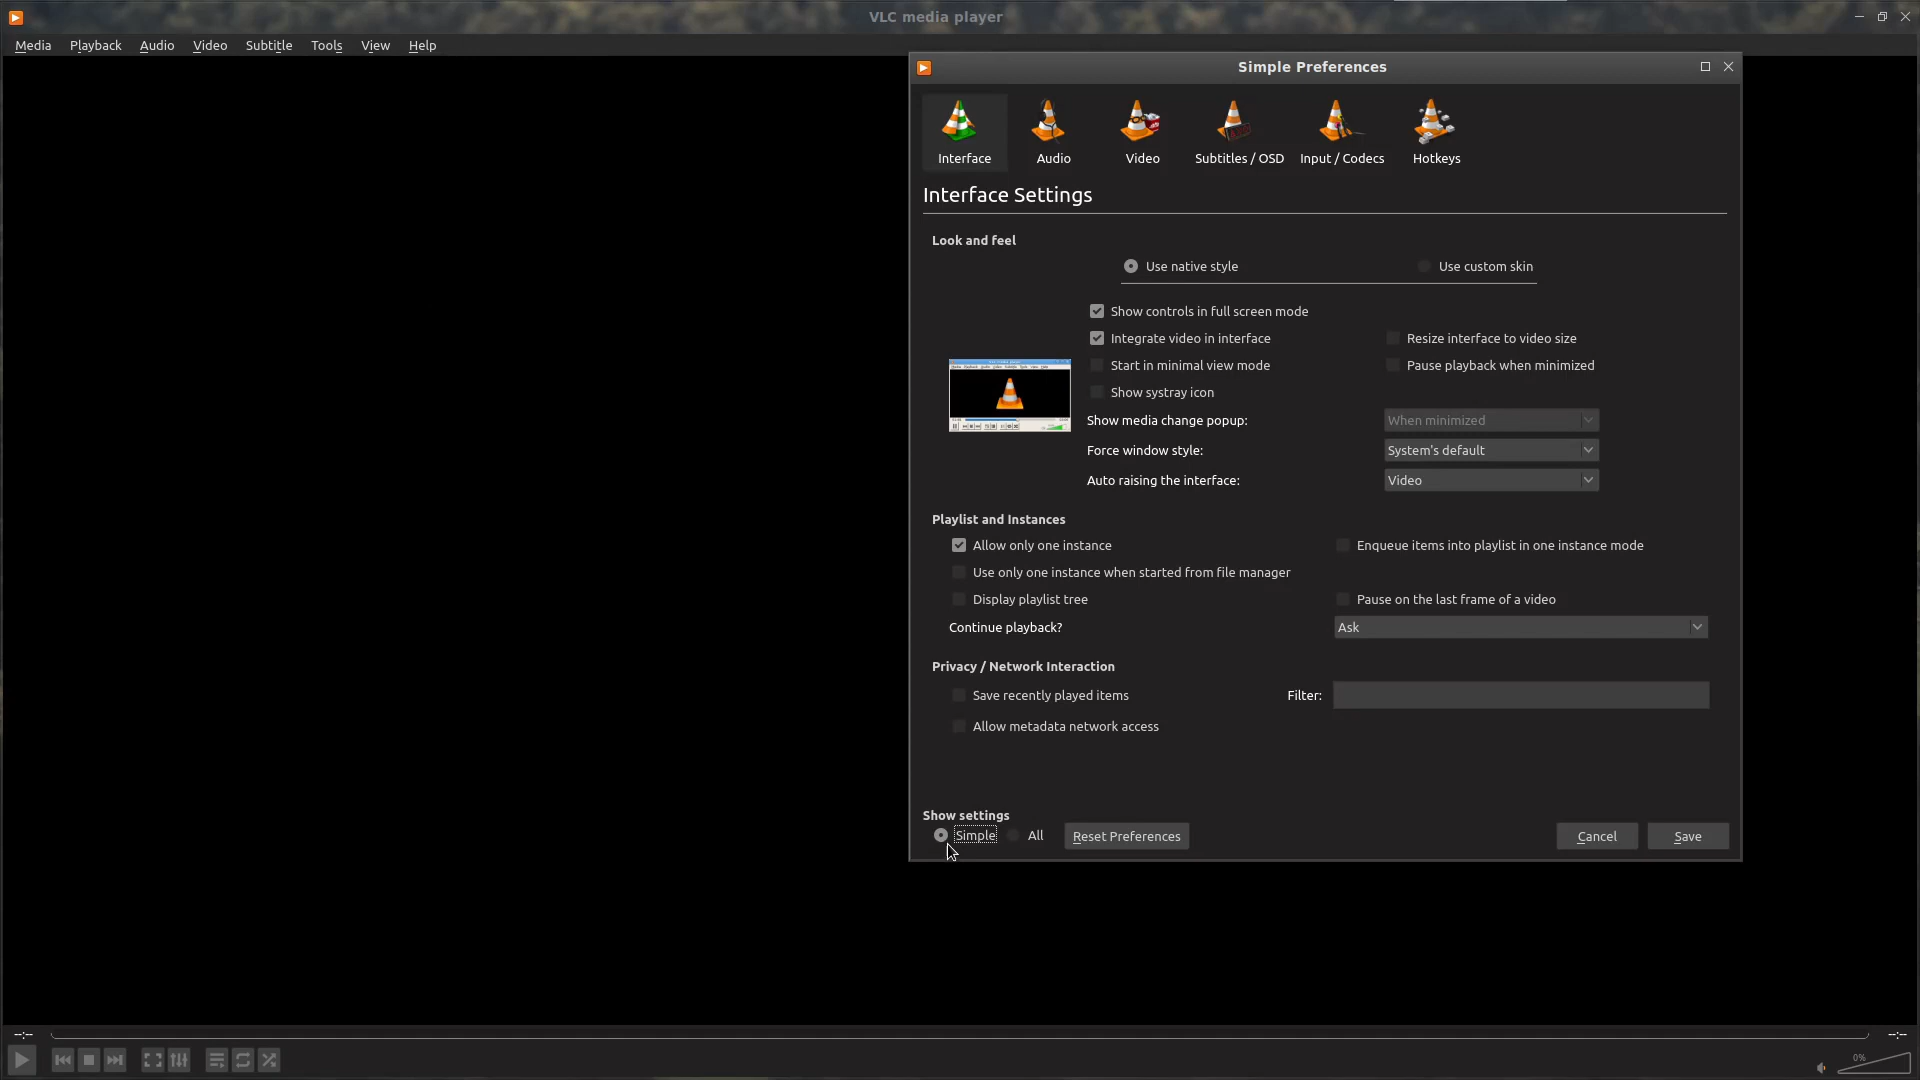 VLC media player
Media Playback Audio Video Subtitle Tools View Help
Simple Preferences
Interface Audio Video Subtitles / OSD Input / Codecs Hotkeys
Interface Settings
Look and feel
Use native style Use custom skin
Show controls in full screen mode
Integrate video in interface Resize interface to video size
Start in minimal view mode Pause playback when minimized
Show systray icon
Show media change popup: When minimized
Force window style: System's default
Auto raising the interface: Video
Playlist and Instances
Allow only one instance Enqueue items into playlist in one instance mode
Use only one instance when started from file manager
Display playlist tree Pause on the last frame of a video
Continue playback? Ask
Privacy / Network Interaction
Save recently played items Filter:
Allow metadata network access
Show settings
Simple All Reset Preferences Cancel Save
--:-- --:--
0%